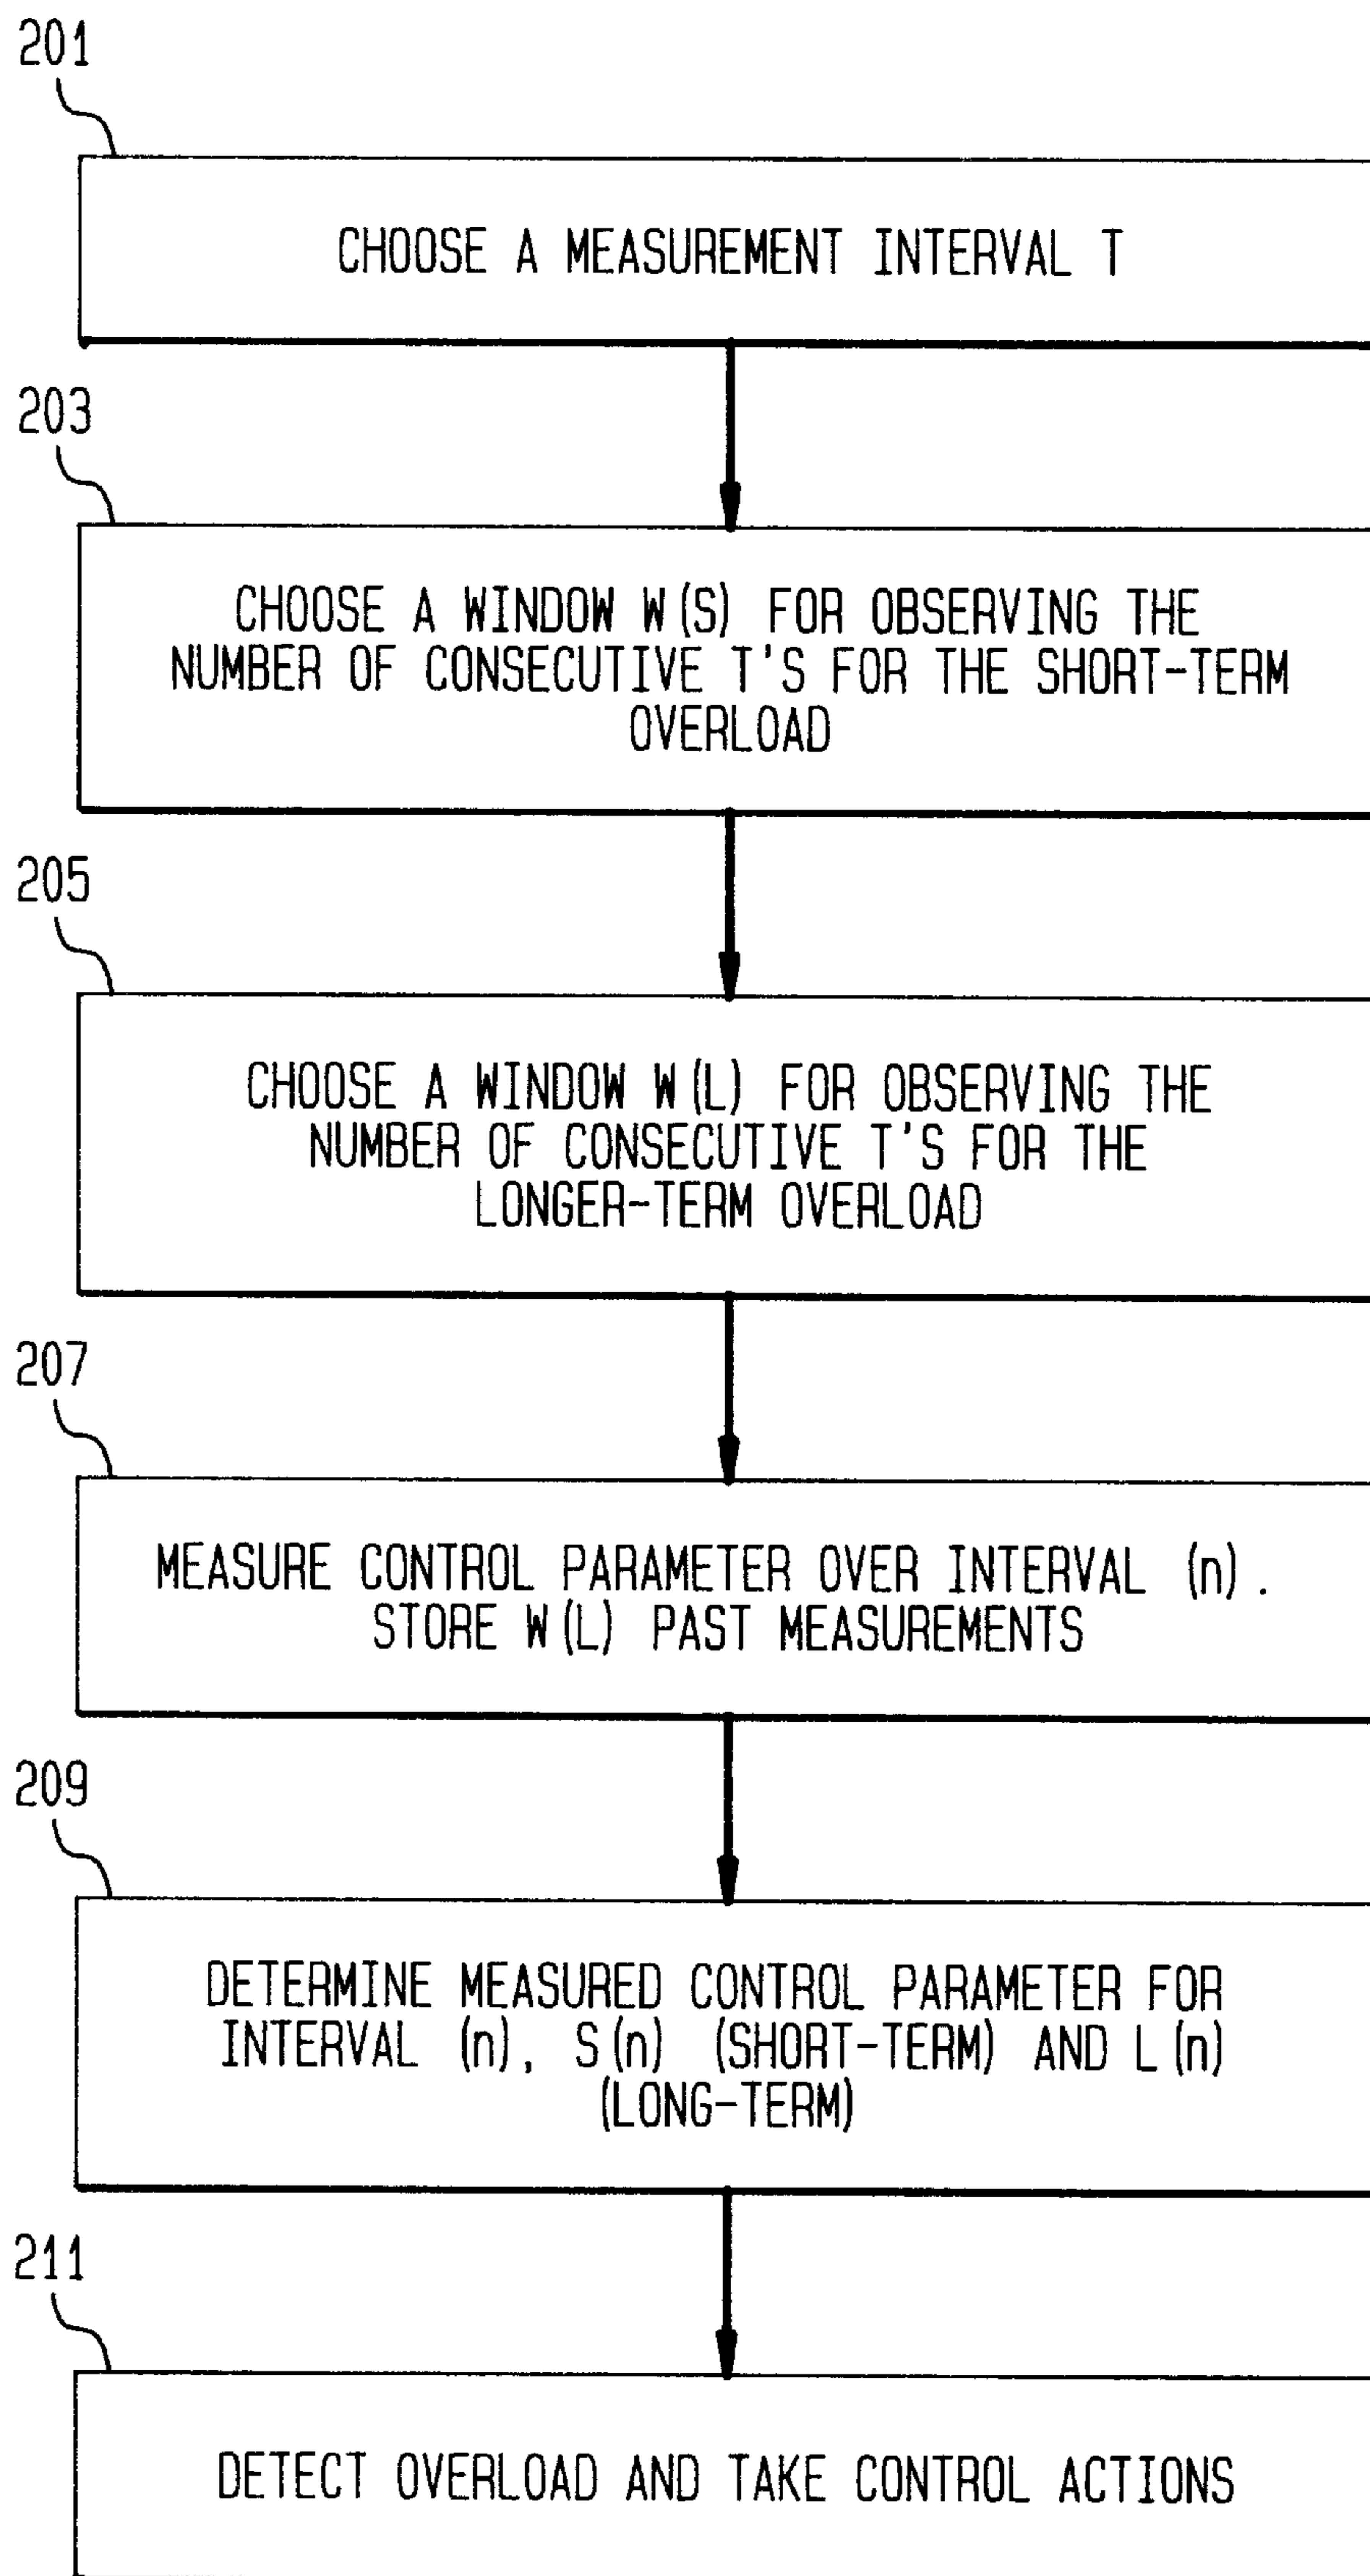 201
CHOOSE A MEASUREMENT INTERVAL T
203
CHOOSE A WINDOW W(S) FOR OBSERVING THE
NUMBER OF CONSECUTIVE T'S FOR THE SHORT-TERM
OVERLOAD
205
CHOOSE A WINDOW W(L) FOR OBSERVING THE
NUMBER OF CONSECUTIVE T'S FOR THE
LONGER-TERM OVERLOAD
207
MEASURE CONTROL PARAMETER OVER INTERVAL (n).
STORE W(L) PAST MEASUREMENTS
209
DETERMINE MEASURED CONTROL PARAMETER FOR
INTERVAL (n), S(n) (SHORT-TERM) AND L(n)
(LONG-TERM)
211
DETECT OVERLOAD AND TAKE CONTROL ACTIONS